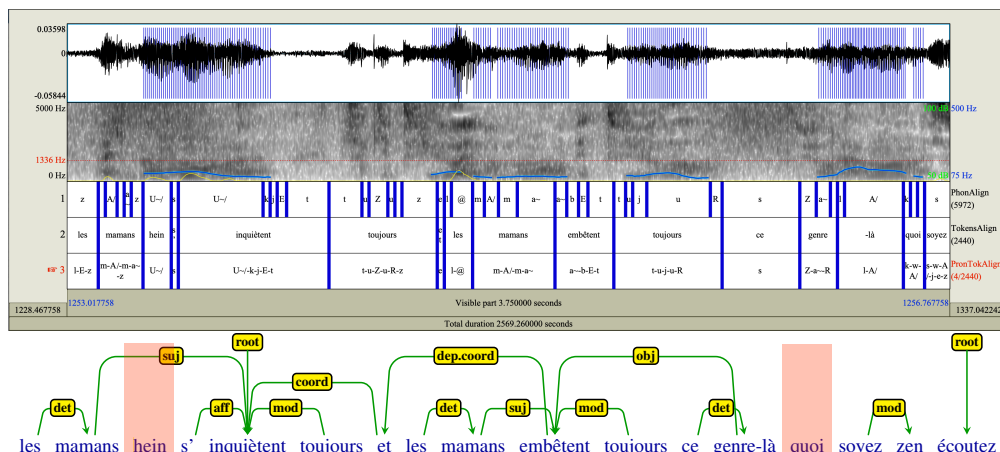 0.03598
0
-0.05844
5000 Hz 500 Hz
1336 Hz
0 Hz 75 Hz
1 z A/ a~ z U~/ s U~/ k j E t t u Z u z e l @ m A/ m a~ a~ b E t t u j u R s Z a~ l A/ k s PhonAlign
(5972)
2 les mamans hein s' inquiètent toujours et les mamans embêtent toujours ce genre -là quoi soyez TokensAlign
(2440)
3 l-E-z m-A/-m-a~-z U~/ s U~/-k-j-E-t t-u-Z-u-R-z e l-@ m-A/-m-a~ a~-b-E-t t-u-j-u-R s Z-a~-R l-A/ k-w-A/ s-w-A/-j-e-z PronTokAlign
(4/2440)
1253.017758 Visible part 3.750000 seconds 1256.767758
1228.467758 1337.042242
Total duration 2569.260000 seconds
root root
suj dep.coord obj
coord
det aff mod det suj mod det mod
les mamans hein s' inquiètent toujours et les mamans embêtent toujours ce genre-là quoi soyez zen écoutez